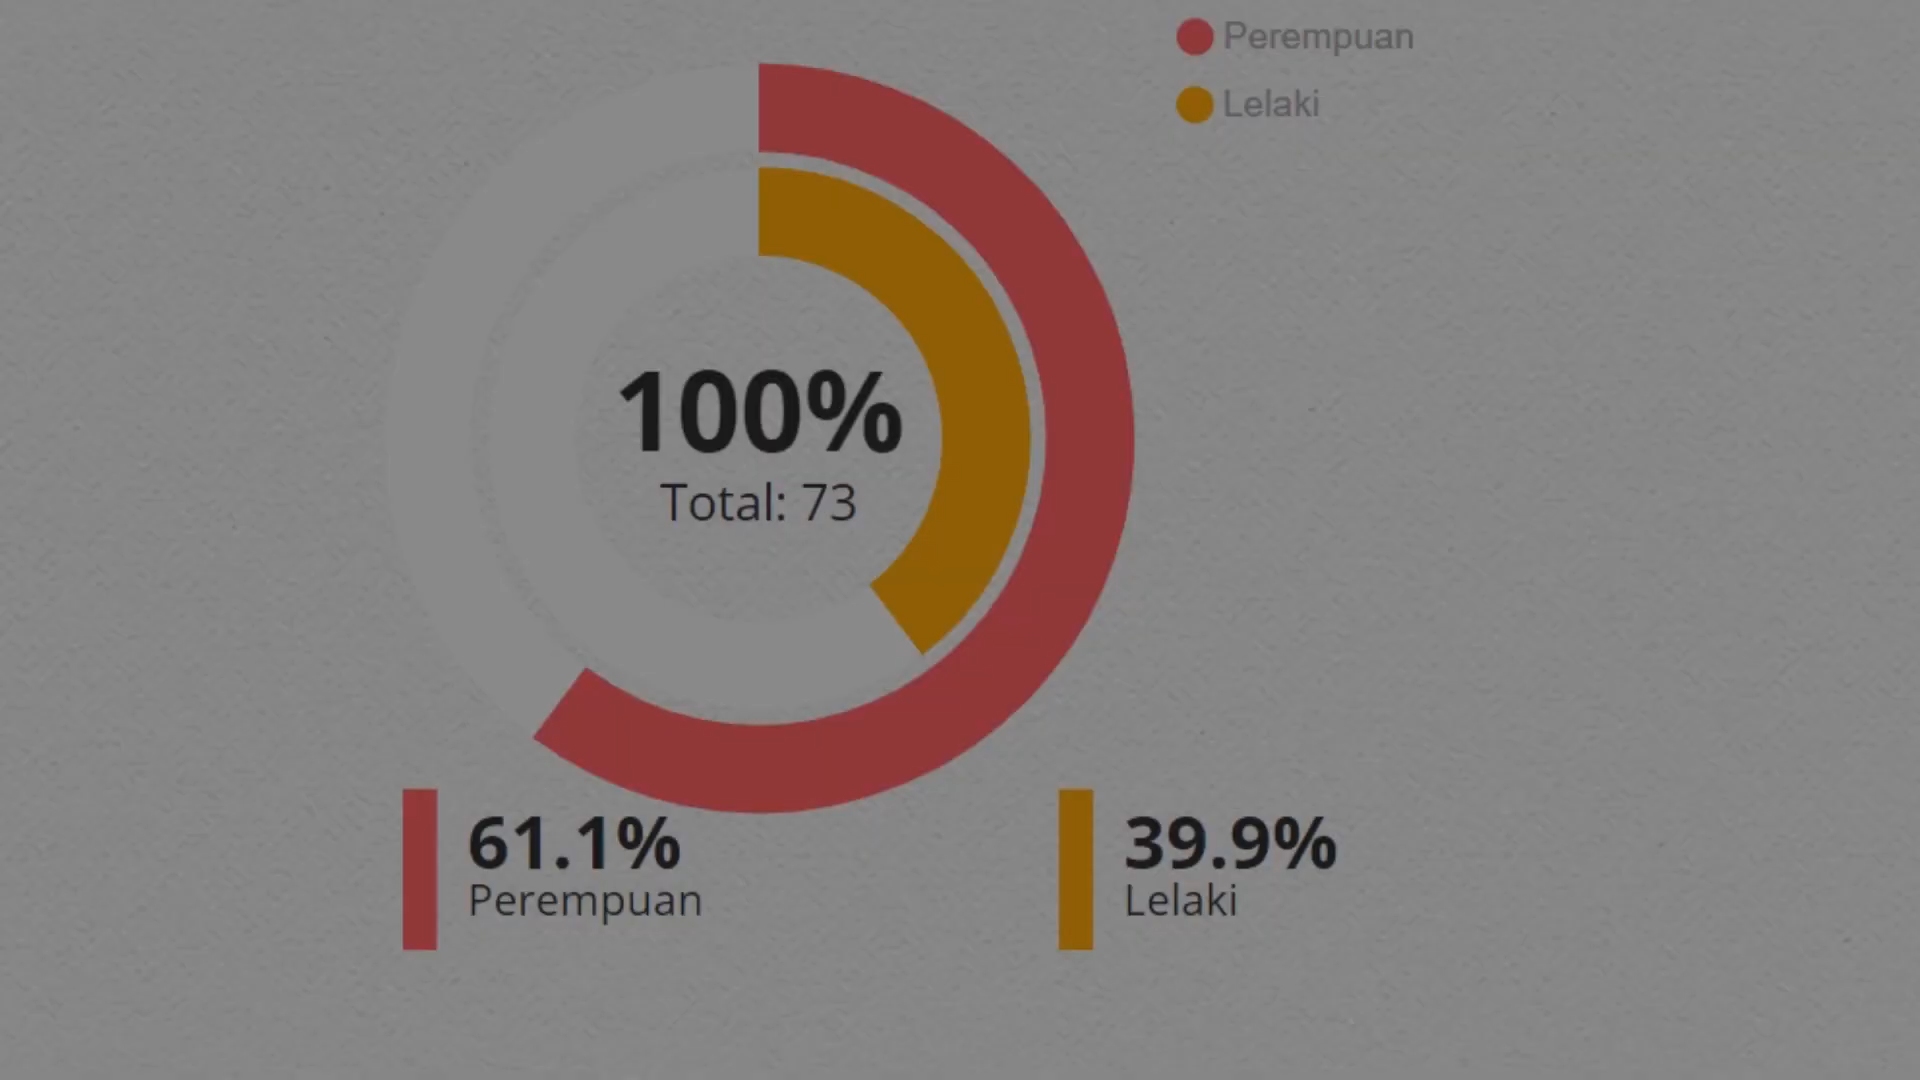 Perempuan
Lelaki
100%
Total: 73
61.1%
Perempuan
39.9%
Lelaki